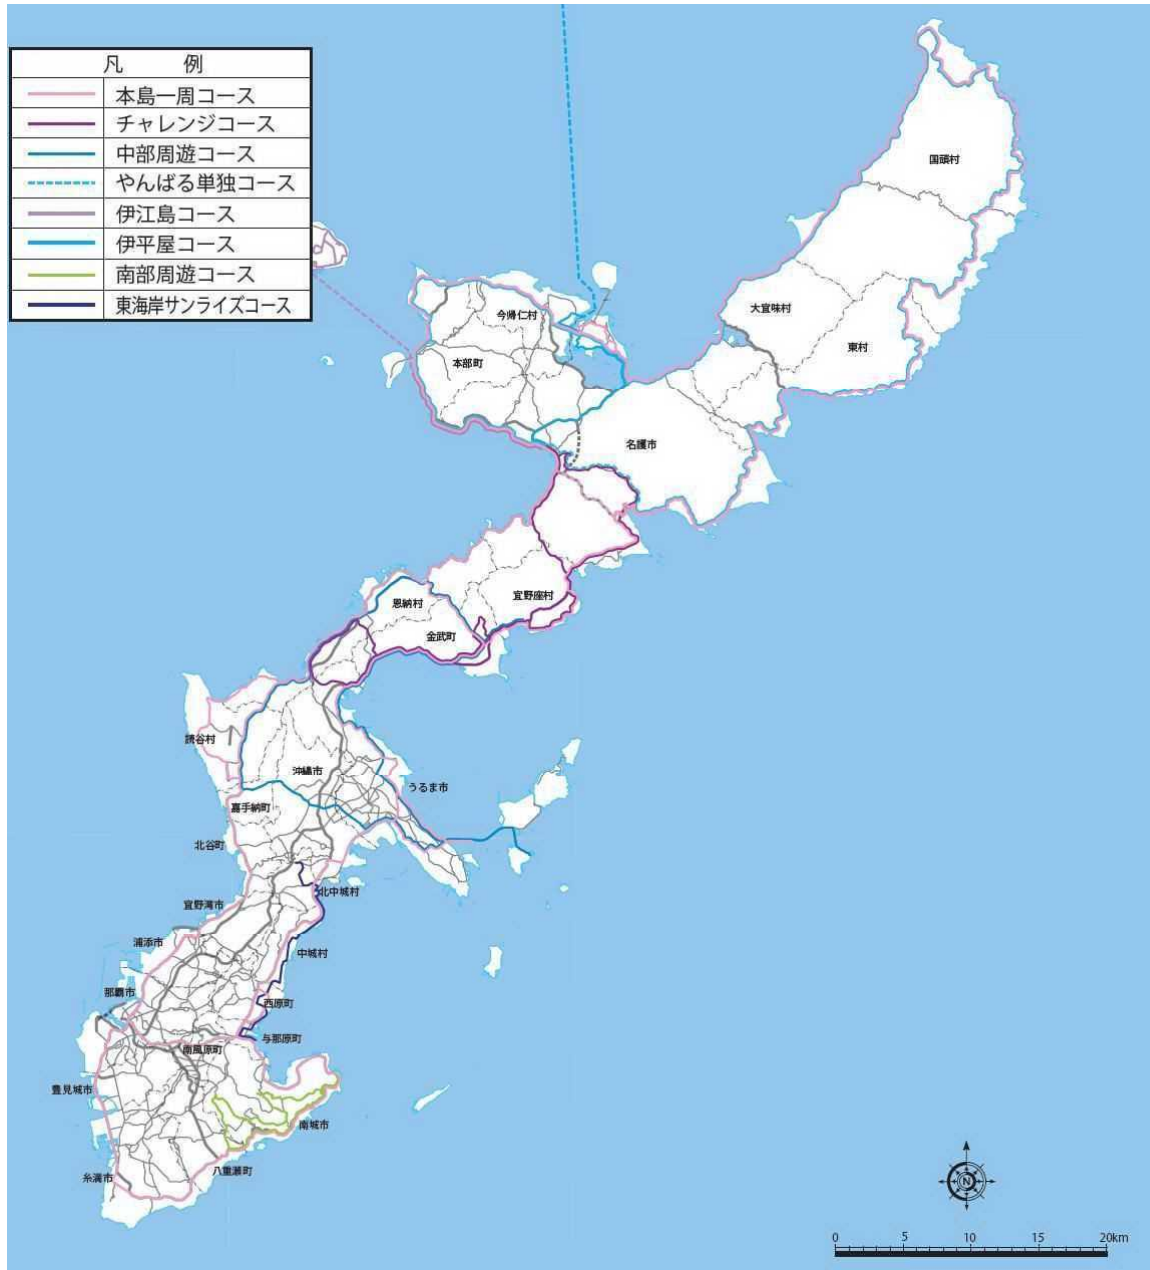 凡 例
本島一周コース
チャレンジコース
中部周遊コース
やんばる単独コース
伊江島コース
伊平屋コース
南部周遊コース
東海岸サンライズコース
国頭村
大宜味村
今帰仁村
東村
本部町
名護市
宜野座村
恩納村
金武町
読谷村
沖縄市
うるま市
嘉手納町
北谷町
北中城村
宜野湾市
浦添市
中城村
那覇市
西原町
与那原町
南風原町
豊見城市
南城市
八重瀬町
糸満市
N
0 5 10 15 20km